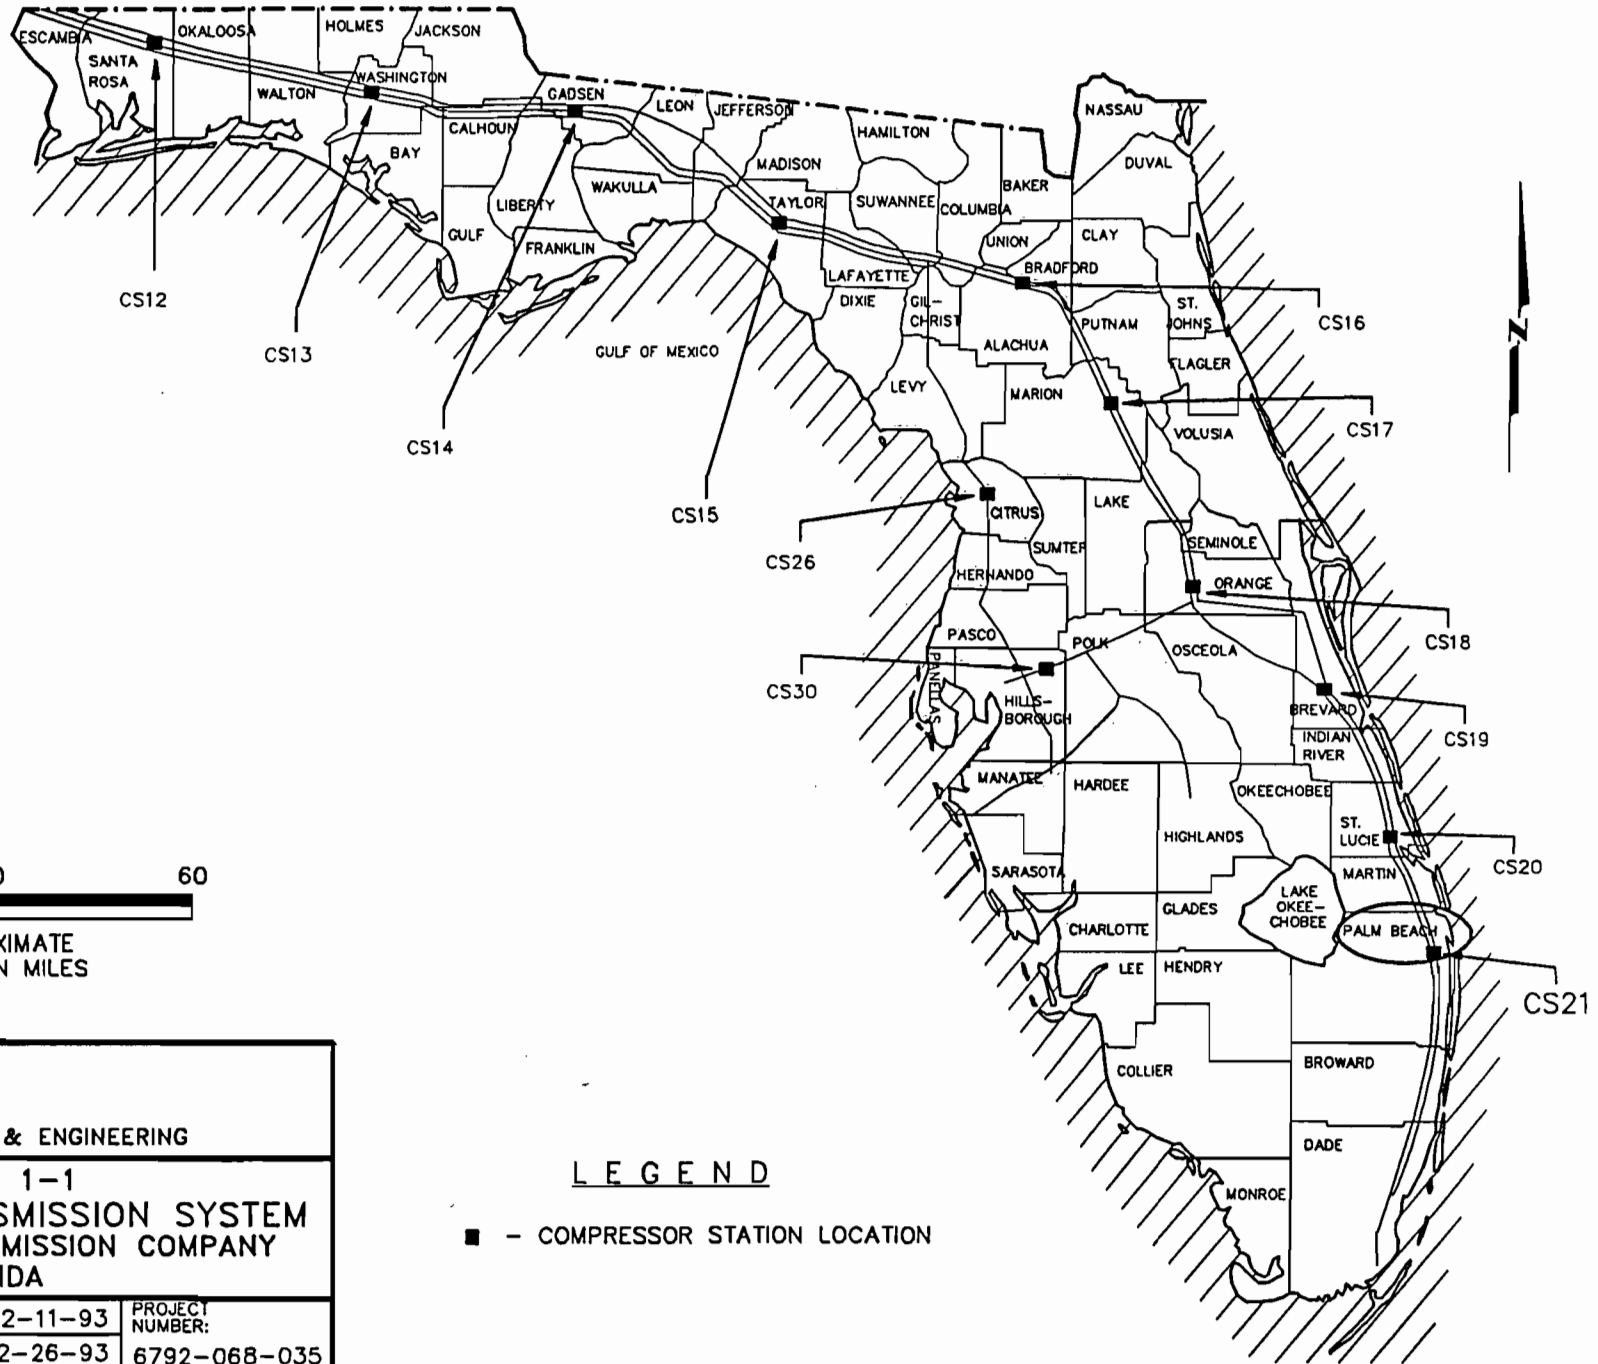 ESCAMBIA
OKALOOSA
HOLMES
JACKSON
SANTA
ROSA
WALTON
WASHINGTON
BAY
CALHOUN
GADSEN
LEON
JEFFERSON
MADISON
HAMILTON
NASSAU
DUVAL
BAKER
COLUMBIA
SUWANNEE
TAYLOR
WAKULLA
LIBERTY
GULF
FRANKLIN
LAFAYETTE
DIXIE
GIL-
CHRIST
UNION
BRADFORD
CLAY
ST.
JOHNS
PUTNAM
FLAGLER
ALACHUA
LEVY
MARION
VOLUSIA
GULF OF MEXICO
CS12
CS13
CS14
CS15
CS16
CS17
N
CITRUS
CS26
SUMTER
LAKE
SEMINOLE
ORANGE
HERNANDO
PASCO
POLK
OSCEOLA
CS18
CS30
PANELLAS
HILLS-
BOROUGH
BREVARD
CS19
INDIAN
RIVER
MANATEE
HARDEE
OKEECHOBEE
HIGHLANDS
ST.
LUCIE
CS20
SARASOTA
MARTIN
CHARLOTTE
GLADES
LAKE
OKEE-
CHOBEE
PALM BEACH
CS21
LEE
HENDRY
COLLIER
BROWARD
DADE
MONROE
0
60
XIMATE
N MILES
& ENGINEERING
1-1
SMISSION SYSTEM
MISSION COMPANY
IDA
2-11-93
PROJECT
NUMBER:
2-26-93
6792-068-035
LEGEND
■ - COMPRESSOR STATION LOCATION